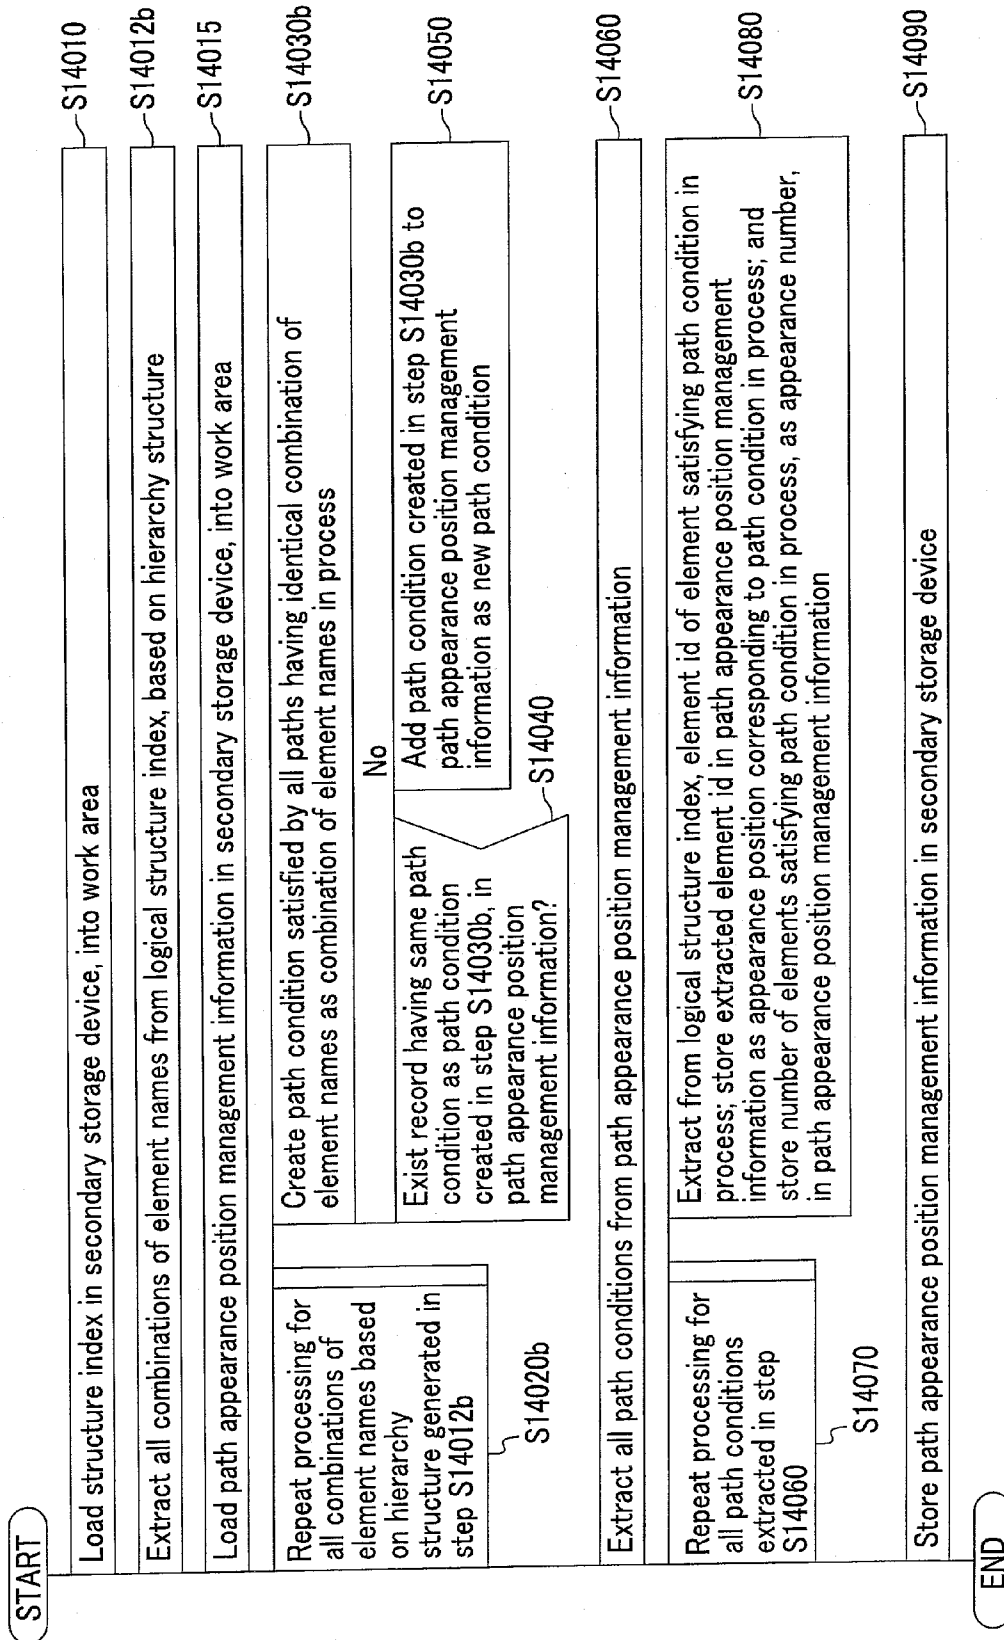 START
Load structure index in secondary storage device, into work area
S14010
Extract all combinations of element names from logical structure index, based on hierarchy structure
S14012b
Load path appearance position management information in secondary storage device, into work area
S14015
Repeat processing for
all combinations of
element names based
on hierarchy
structure generated in
step S14012b
S14020b
Create path condition satisfied by all paths having identical combination of
element names as combination of element names in process
S14030b
Exist record having same path
condition as path condition
created in step S14030b, in
path appearance position
management information?
S14040
No
Add path condition created in step S14030b to
path appearance position management
information as new path condition
S14050
Extract all path conditions from path appearance position management information
S14060
Repeat processing for
all path conditions
extracted in step
S14060
S14070
Extract from logical structure index, element id of element satisfying path condition in
process; store extracted element id in path appearance position management
information as appearance position corresponding to path condition in process; and
store number of elements satisfying path condition in process, as appearance number,
in path appearance position management information
S14080
Store path appearance position management information in secondary storage device
S14090
END